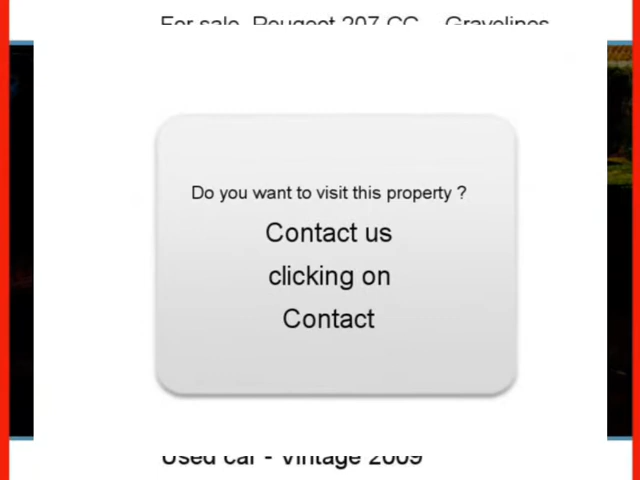 For sale, Peugeot 207 CC - Gravelines
Do you want to visit this property ?
Contact us
clicking on
Contact
Used car - Vintage 2009